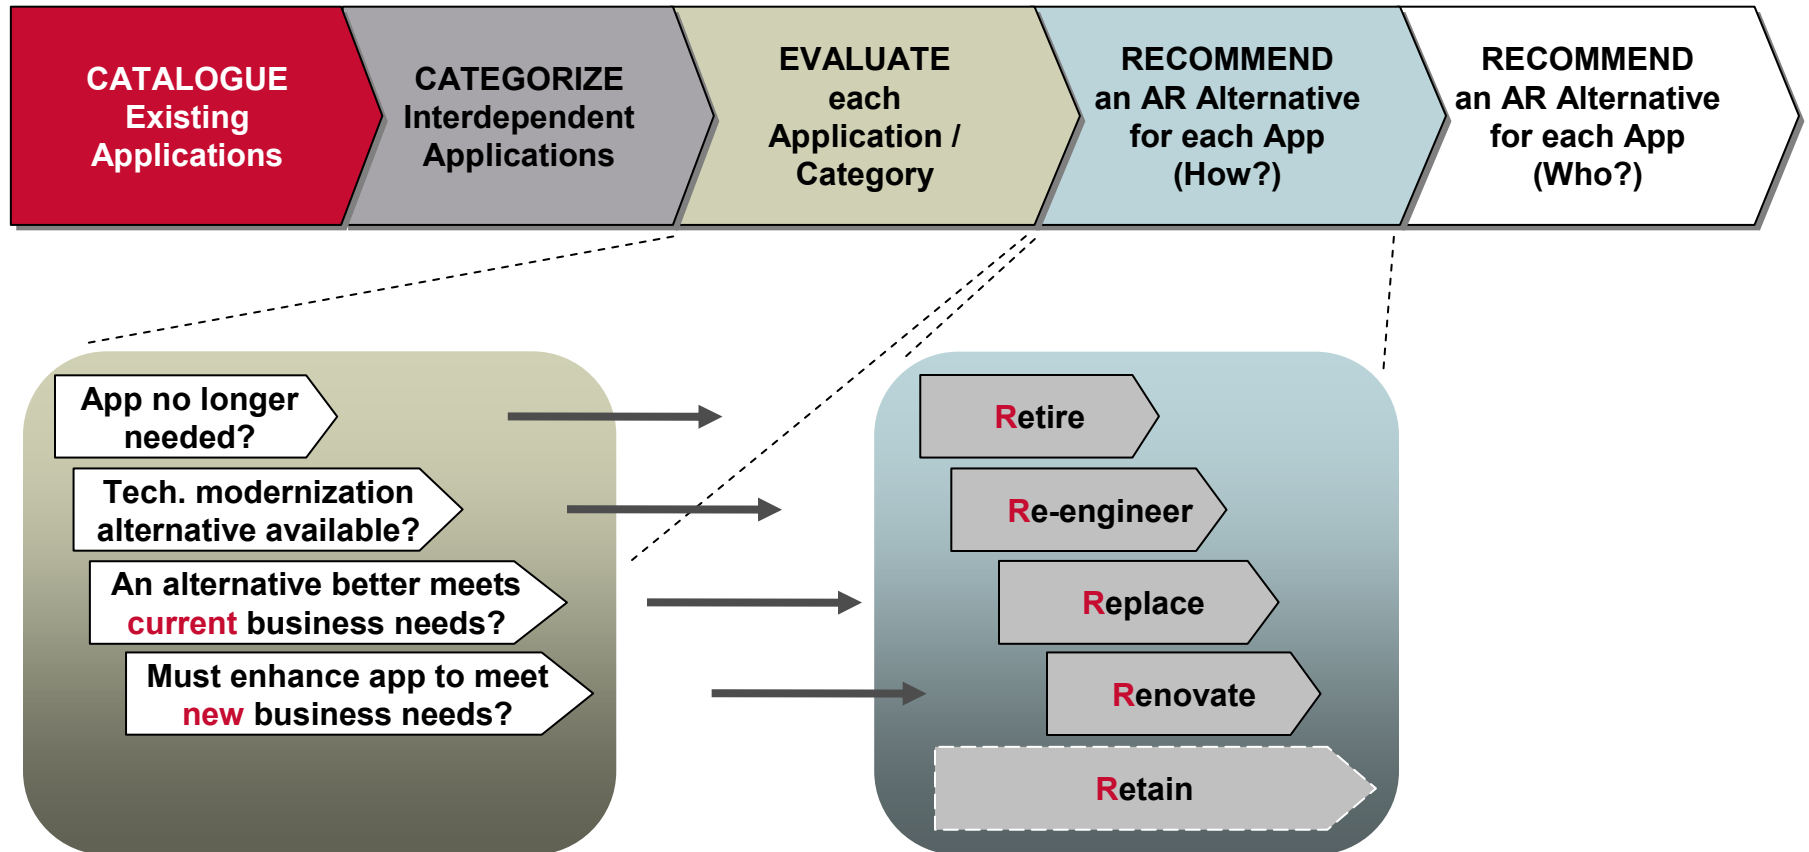 CATALOGUE
Existing
Applications
CATEGORIZE
Interdependent
Applications
EVALUATE
each
Application /
Category
RECOMMEND
an AR Alternative
for each App
(How?)
RECOMMEND
an AR Alternative
for each App
(Who?)
App no longer
needed?
Tech. modernization
alternative available?
An alternative better meets
current business needs?
Must enhance app to meet
new business needs?
Retire
Re-engineer
Replace
Renovate
Retain